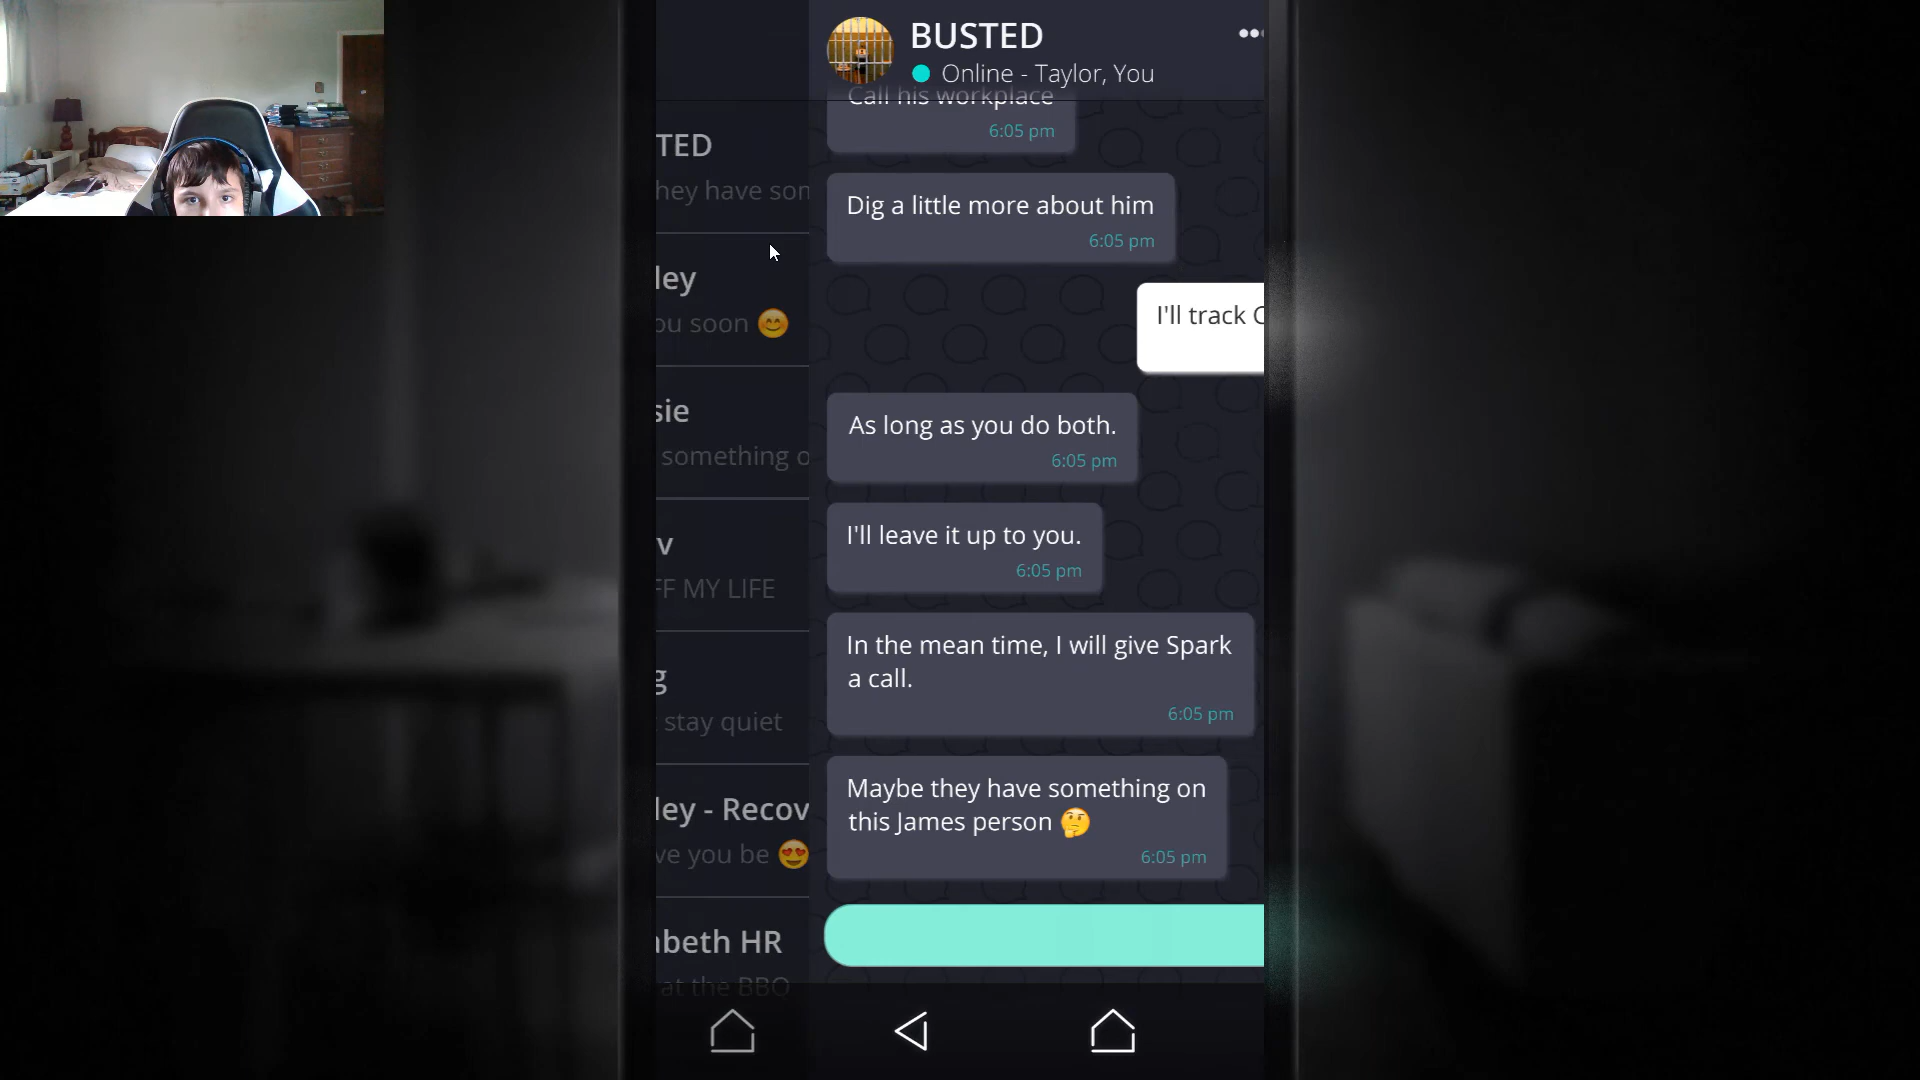 BUSTED
Online - Taylor, You
Call his workplace
6:05 pm
Dig a little more about him
6:05 pm
I'll track
As long as you do both.
6:05 pm
I'll leave it up to you.
6:05 pm
In the mean time, I will give Spark
a call.
6:05 pm
Maybe they have something on
this James person 🤔
6:05 pm
TED
hey have som
ley
ou soon 😊
sie
something o
v
FF MY LIFE
g
stay quiet
ley - Recov
ve you be 😍
abeth HR
at the BBQ